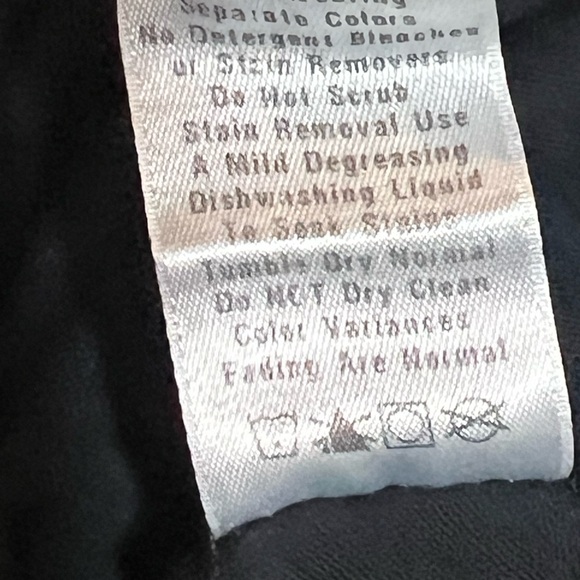 Separate Colors
No Detergent Bleaches
or Stain Removers
Do Not Scrub
Stain Removal Use
A Mild Degreasing
Dishwashing Liquid
To Soak Stains
Tumble Dry Normal
Do NOT Dry Clean
Color Variances
Fading Are Normal